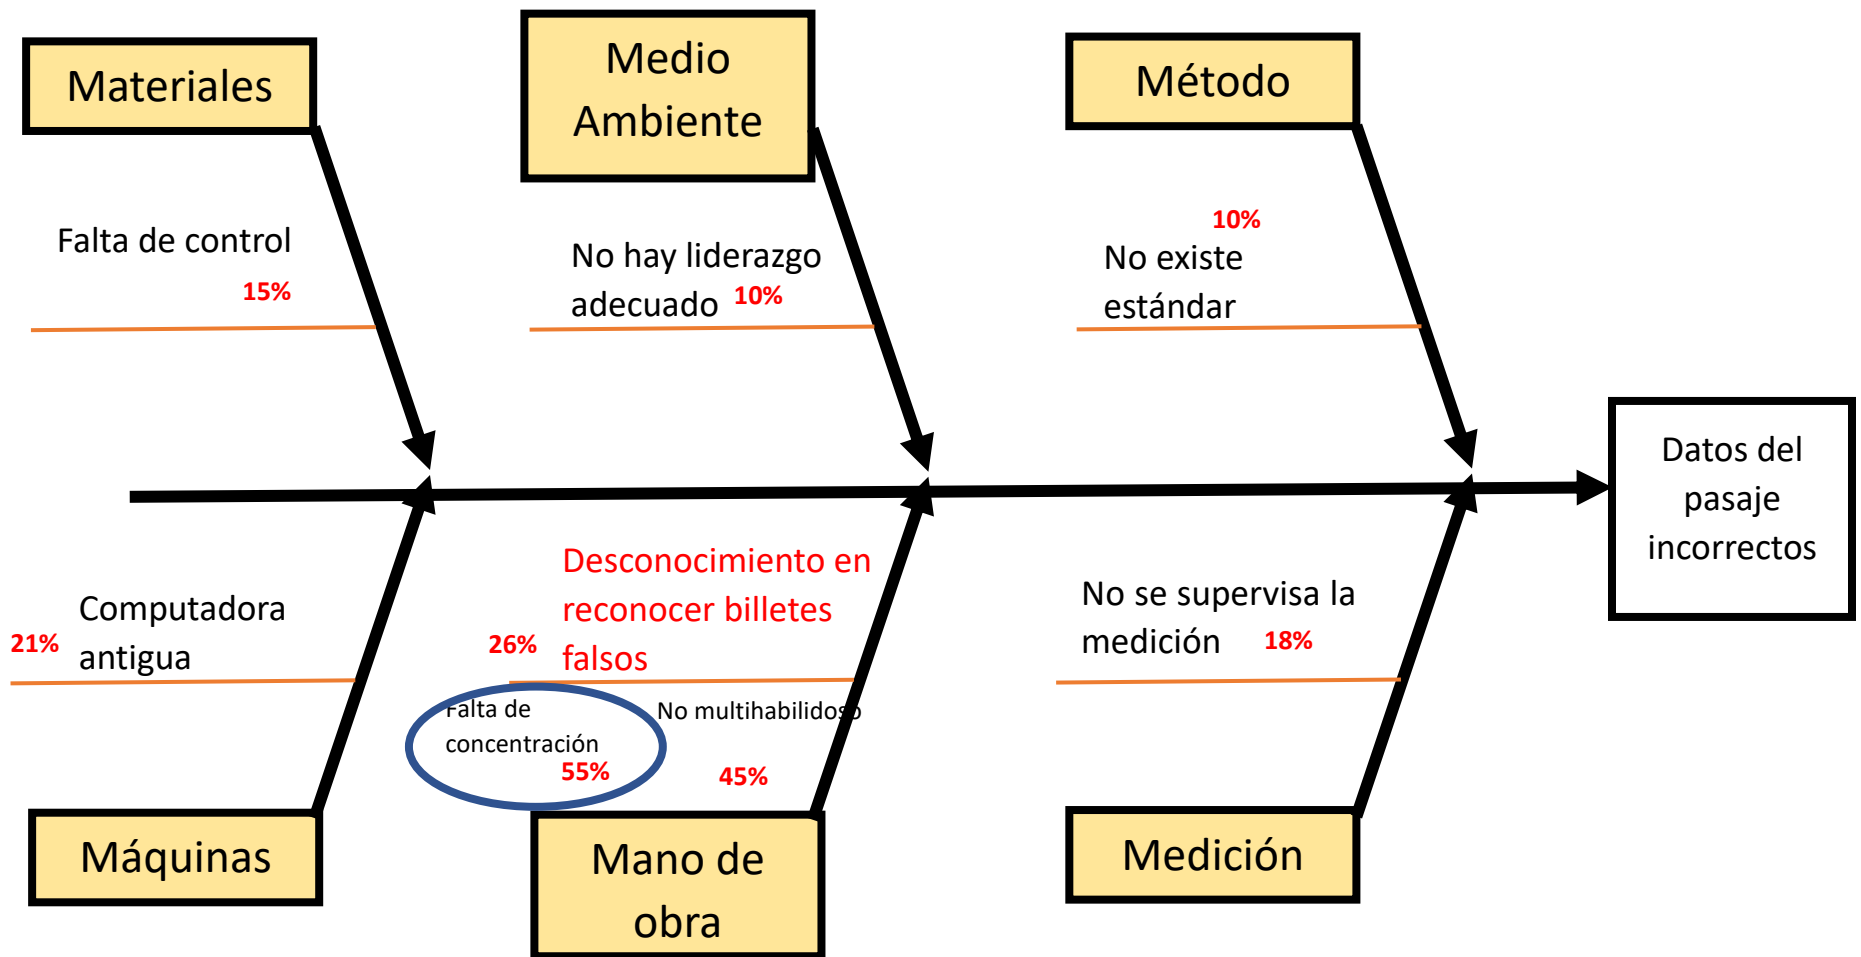 Materiales
Medio
Ambiente
Método
Falta de control
15%
No hay liderazgo
adecuado 10%
10%
No existe
estándar
Datos del
pasaje
incorrectos
Computadora
antigua
21%
Desconocimiento en
reconocer billetes
falsos
26%
Falta de
concentración
55%
No multihabilidoso
45%
No se supervisa la
medición 18%
Máquinas
Mano de
obra
Medición